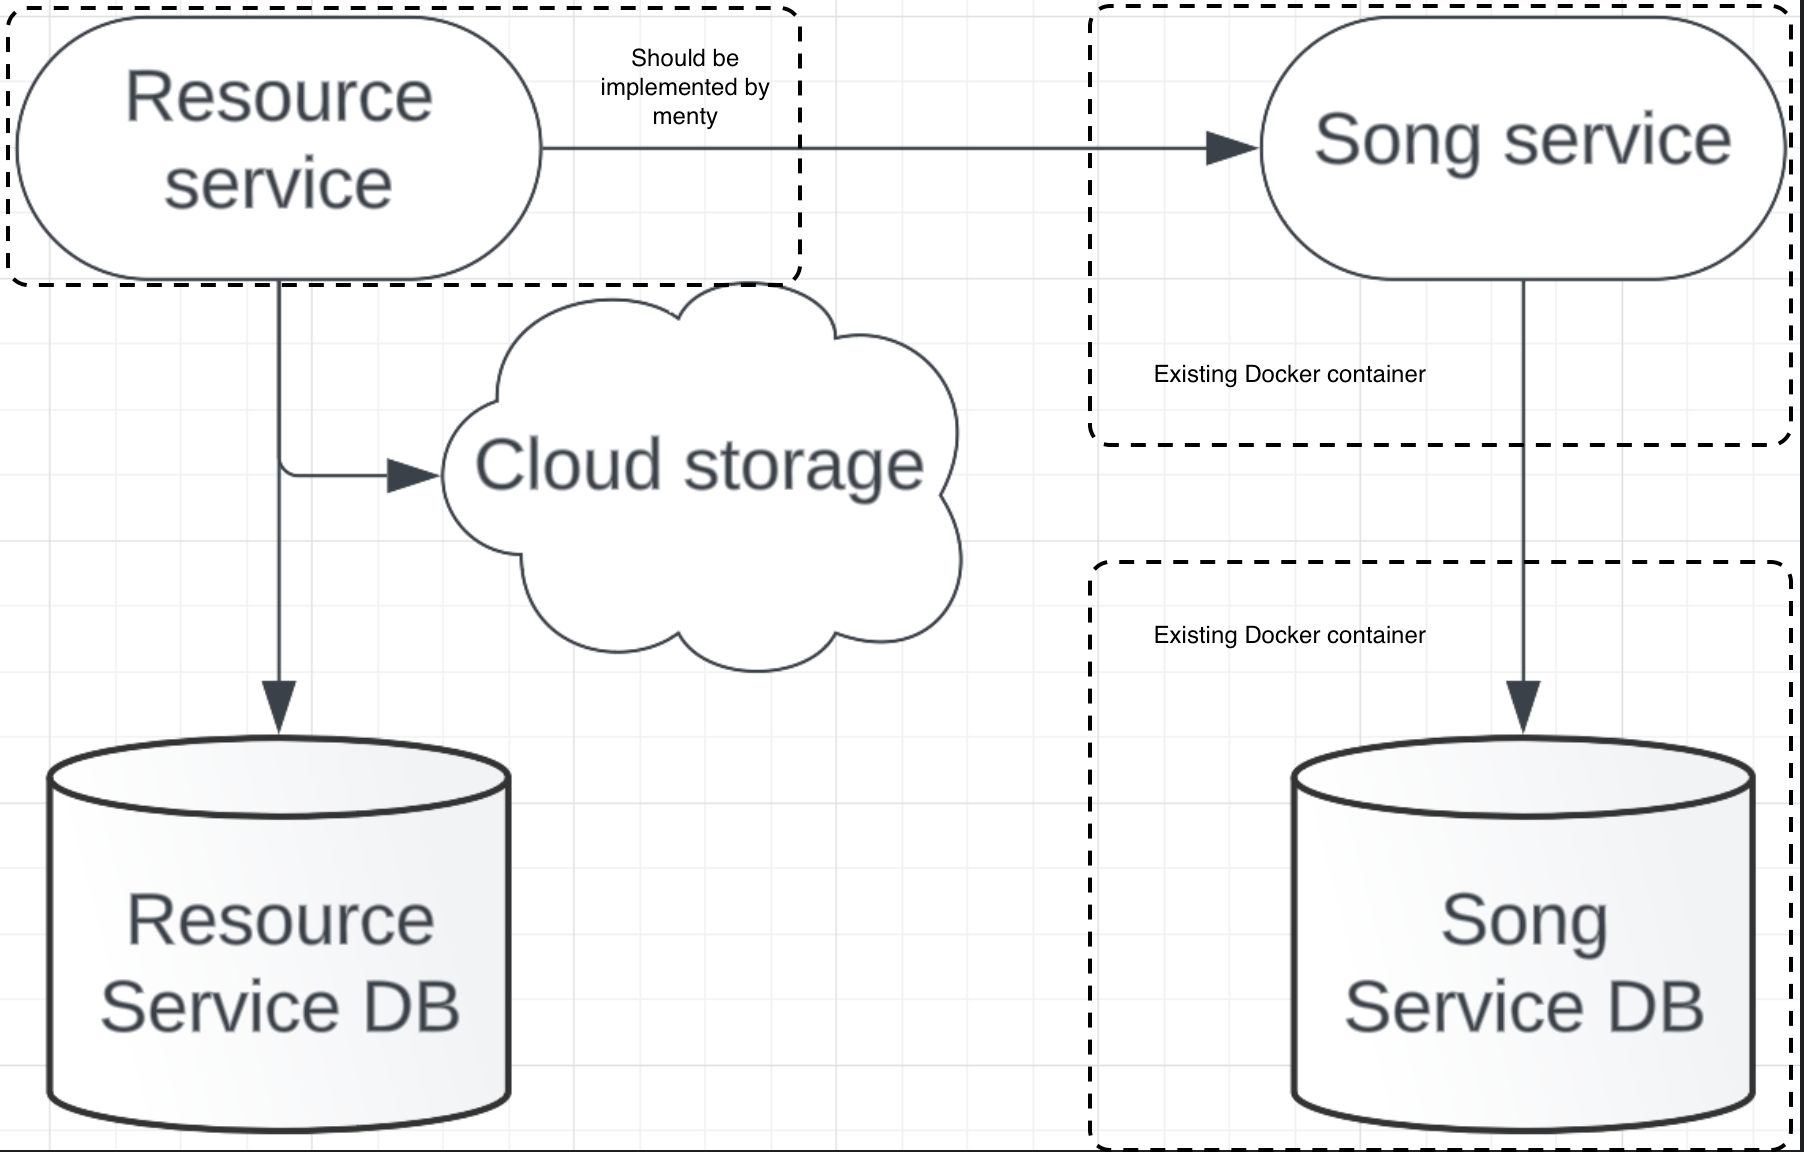 Resource
service
Should be
implemented by
menty
Song service
Existing Docker container
Cloud storage
Existing Docker container
Resource
Service DB
Song
Service DB